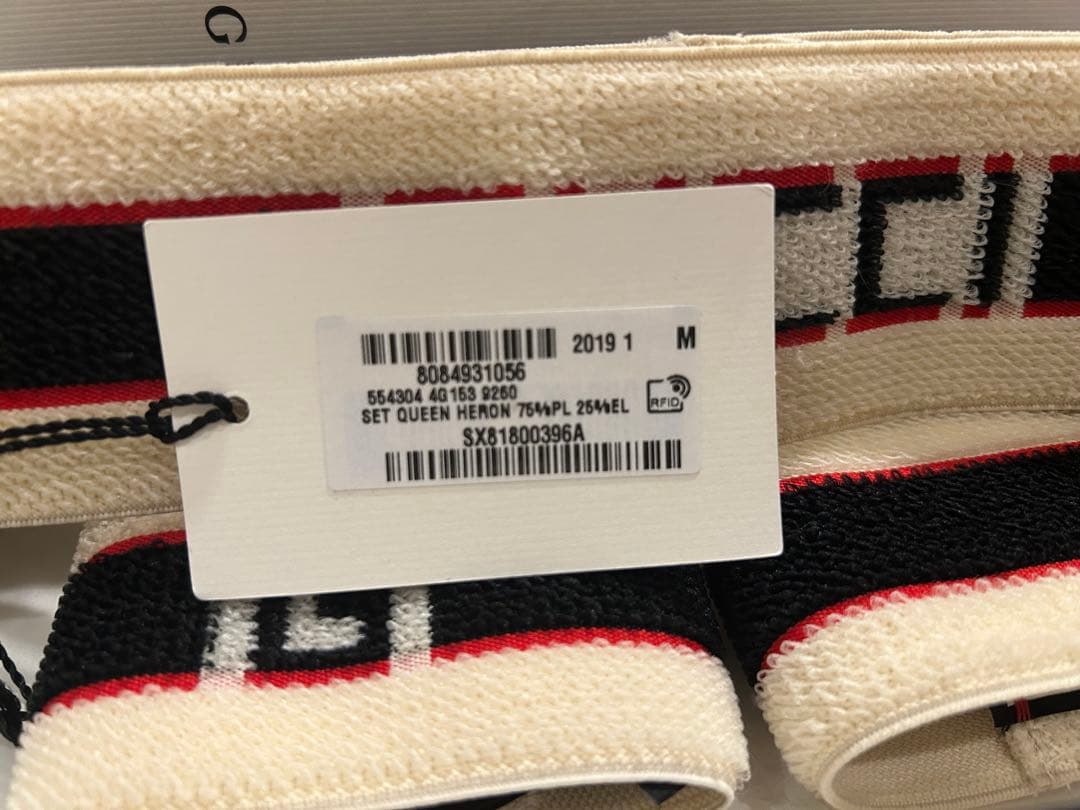 G
2019 1 M
8084931056
554304 4G153 9260
SET QUEEN HERON 75%PL 25%EL
RFID
SX81800396A